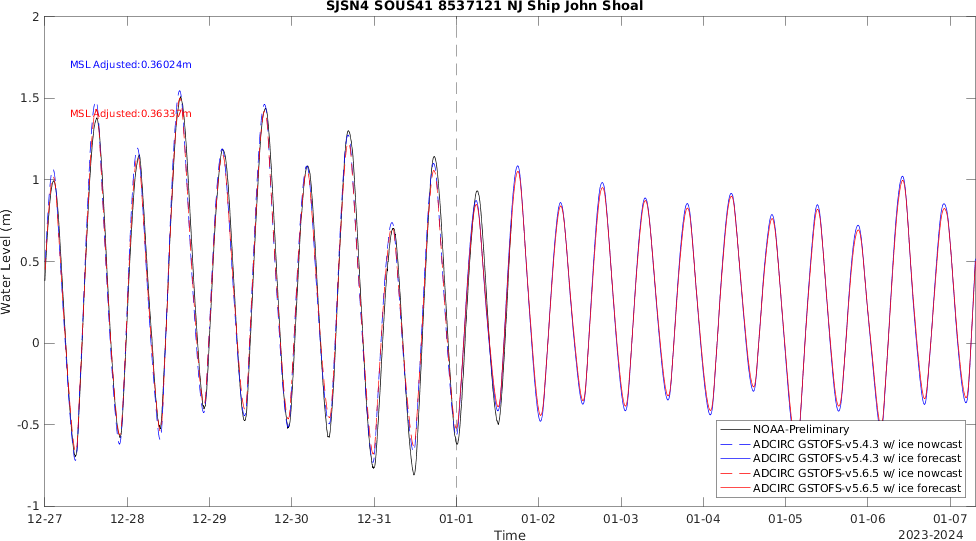 SJSN4 SOUS41 8537121 NJ Ship John Shoal
2
1.5
1
0.5
0
-0.5
-1
Water Level (m)
MSL Adjusted:0.36024m
MSL Adjusted:0.36337m
NOAA-Preliminary
ADCIRC GSTOFS-v5.4.3 w/ ice nowcast
ADCIRC GSTOFS-v5.4.3 w/ ice forecast
ADCIRC GSTOFS-v5.6.5 w/ ice nowcast
ADCIRC GSTOFS-v5.6.5 w/ ice forecast
12-27 12-28 12-29 12-30 12-31 01-01 01-02 01-03 01-04 01-05 01-06 01-07
Time
2023-2024